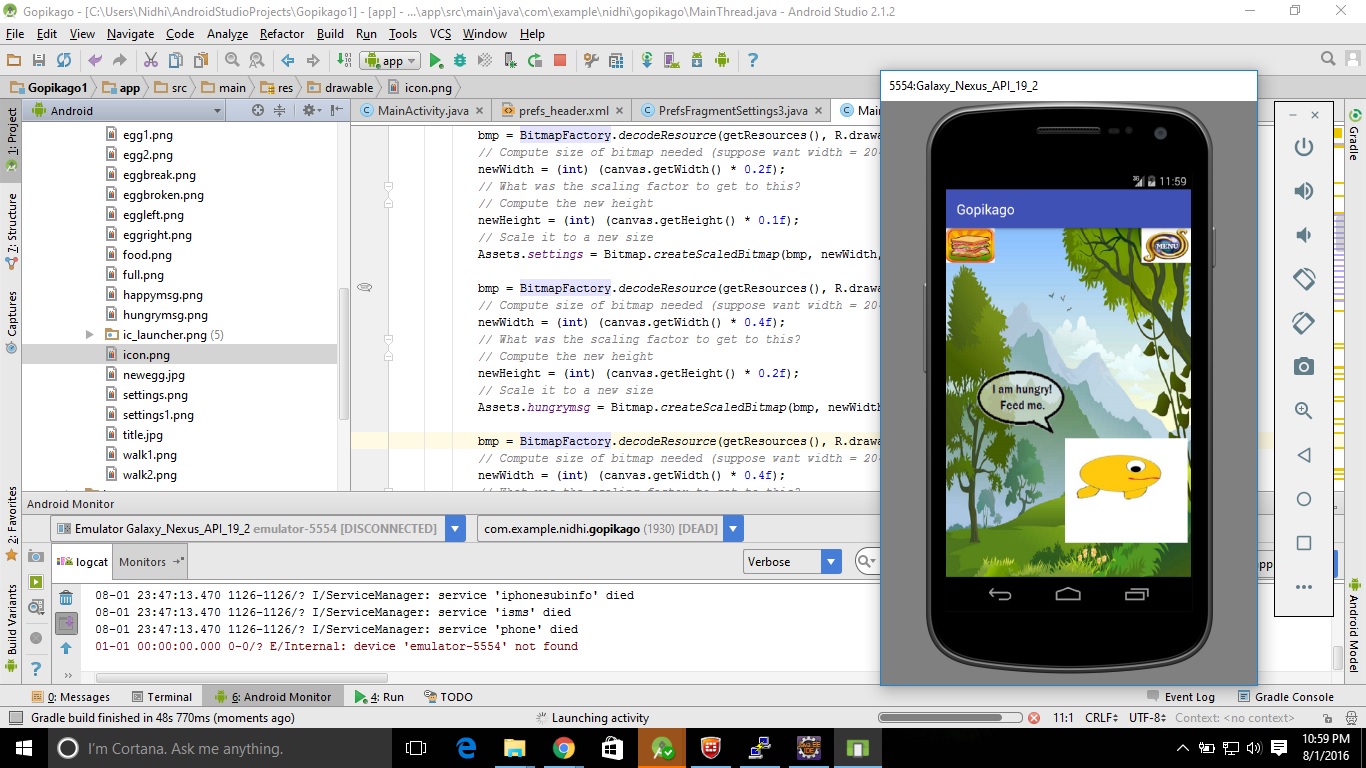 Gopikago - [C:\Users\Nidhi\AndroidStudioProjects\Gopikago1] - [app] - ...\app\src\main\java\com\example\nidhi\gopikago\MainThread.java - Android Studio 2.1.2
File Edit View Navigate Code Analyze Refactor Build Run Tools VCS Window Help
app
Gopikago1 app src main res drawable icon.png
Android
MainActivity.java prefs_header.xml PrefsFragmentSettings3.java Main
1: Project
7: Structure
Captures
2: Favorites
Build Variants
egg1.png
egg2.png
eggbreak.png
eggbroken.png
eggleft.png
eggright.png
food.png
full.png
happymsg.png
hungrymsg.png
ic_launcher.png (5)
icon.png
newegg.jpg
settings.png
settings1.png
title.jpg
walk1.png
walk2.png
bmp = BitmapFactory.decodeResource(getResources(), R.drawa
// Compute size of bitmap needed (suppose want width = 20
newWidth = (int) (canvas.getWidth() * 0.2f);
// What was the scaling factor to get to this?
// Compute the new height
newHeight = (int) (canvas.getHeight() * 0.1f);
// Scale it to a new size
Assets.settings = Bitmap.createScaledBitmap(bmp, newWidth,
bmp = BitmapFactory.decodeResource(getResources(), R.drawa
// Compute size of bitmap needed (suppose want width = 20
newWidth = (int) (canvas.getWidth() * 0.4f);
// What was the scaling factor to get to this?
// Compute the new height
newHeight = (int) (canvas.getHeight() * 0.2f);
// Scale it to a new size
Assets.hungrymsg = Bitmap.createScaledBitmap(bmp, newWidth
bmp = BitmapFactory.decodeResource(getResources(), R.drawa
// Compute size of bitmap needed (suppose want width = 20
newWidth = (int) (canvas.getWidth() * 0.4f);
// What was the scaling factor to get to this?
5554:Galaxy_Nexus_API_19_2
3G 11:59
Gopikago
MENU
I am hungry!
Feed me.
Gradle
Android Model
Android Monitor
Emulator Galaxy_Nexus_API_19_2 emulator-5554 [DISCONNECTED] com.example.nidhi.gopikago (1930) [DEAD]
logcat Monitors Verbose app
08-01 23:47:13.470 1126-1126/? I/ServiceManager: service 'iphonesubinfo' died
08-01 23:47:13.470 1126-1126/? I/ServiceManager: service 'isms' died
08-01 23:47:13.470 1126-1126/? I/ServiceManager: service 'phone' died
01-01 00:00:00.000 0-0/? E/Internal: device 'emulator-5554' not found
0: Messages Terminal 6: Android Monitor 4: Run TODO Event Log Gradle Console
Gradle build finished in 48s 770ms (moments ago) Launching activity 11:1 CRLF UTF-8 Context: <no context>
I'm Cortana. Ask me anything. 10:59 PM
8/1/2016